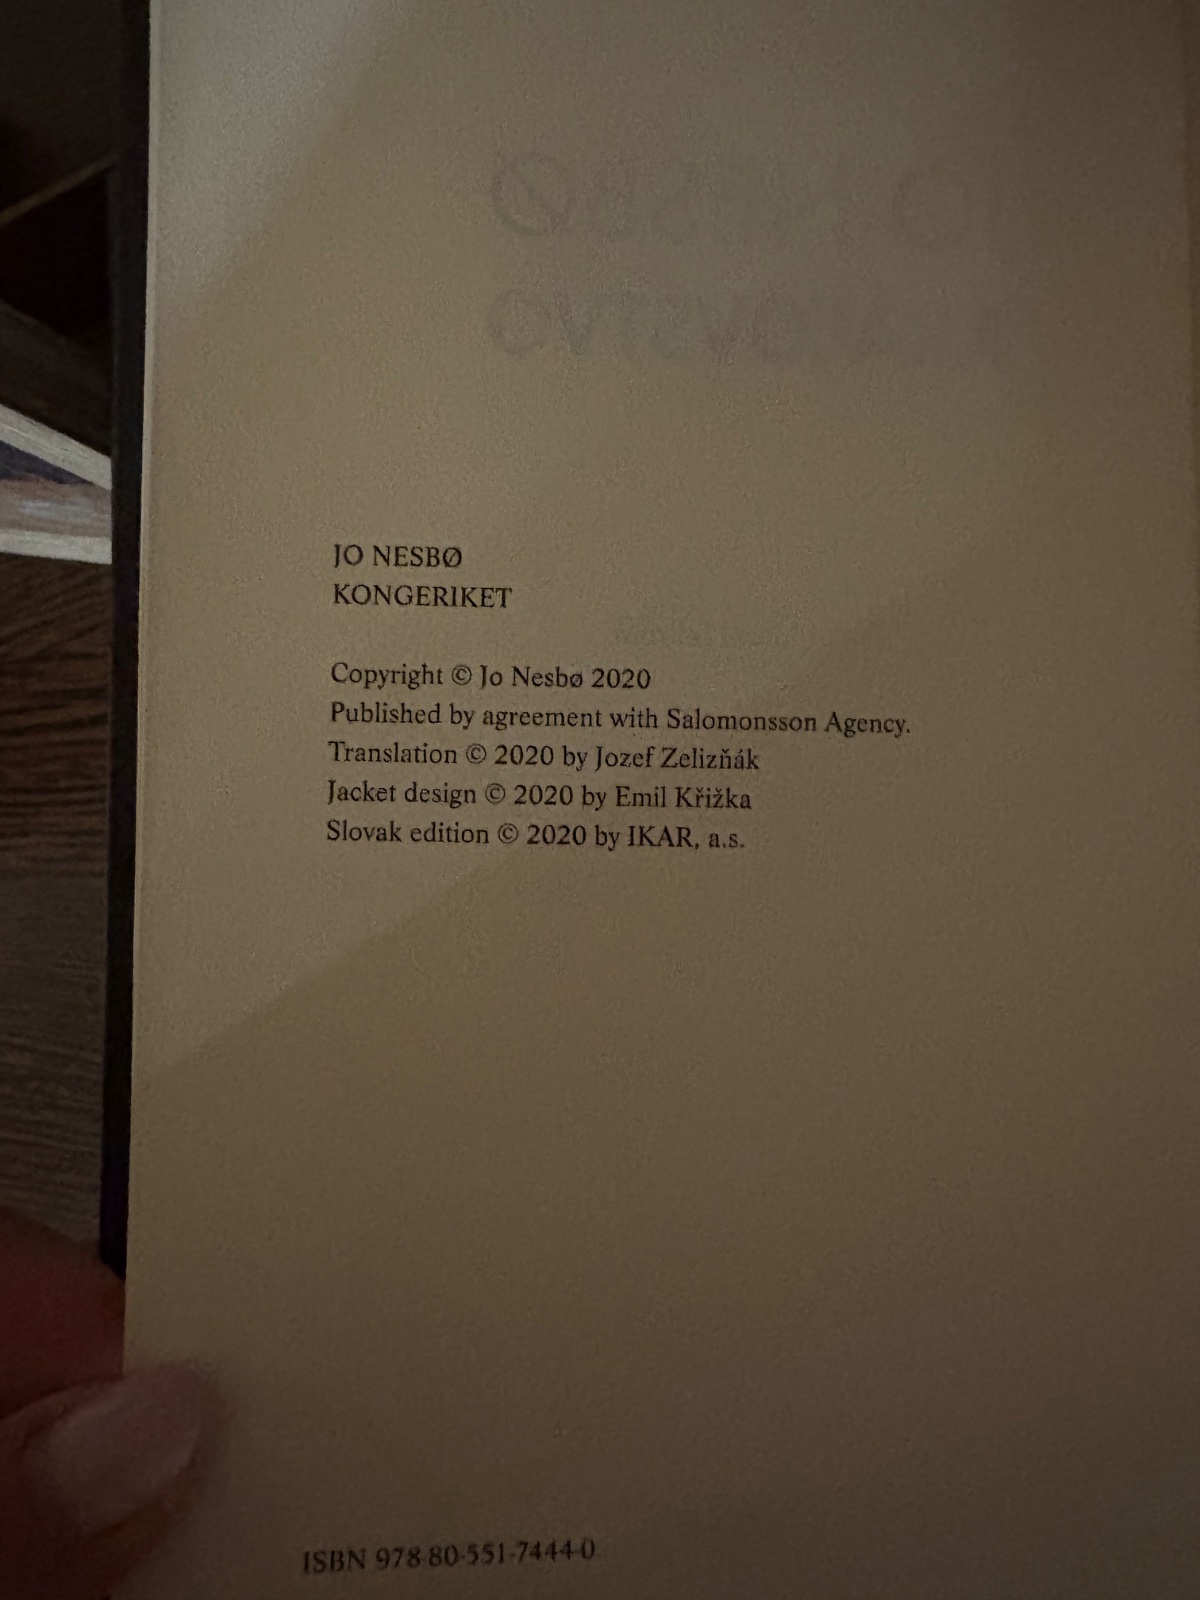 JO NESBØ
KONGERIKET
Copyright © Jo Nesbø 2020
Published by agreement with Salomonsson Agency.
Translation © 2020 by Jozef Zelizňák
Jacket design © 2020 by Emil Křižka
Slovak edition © 2020 by IKAR, a.s.
ISBN 978-80-551-7444-0